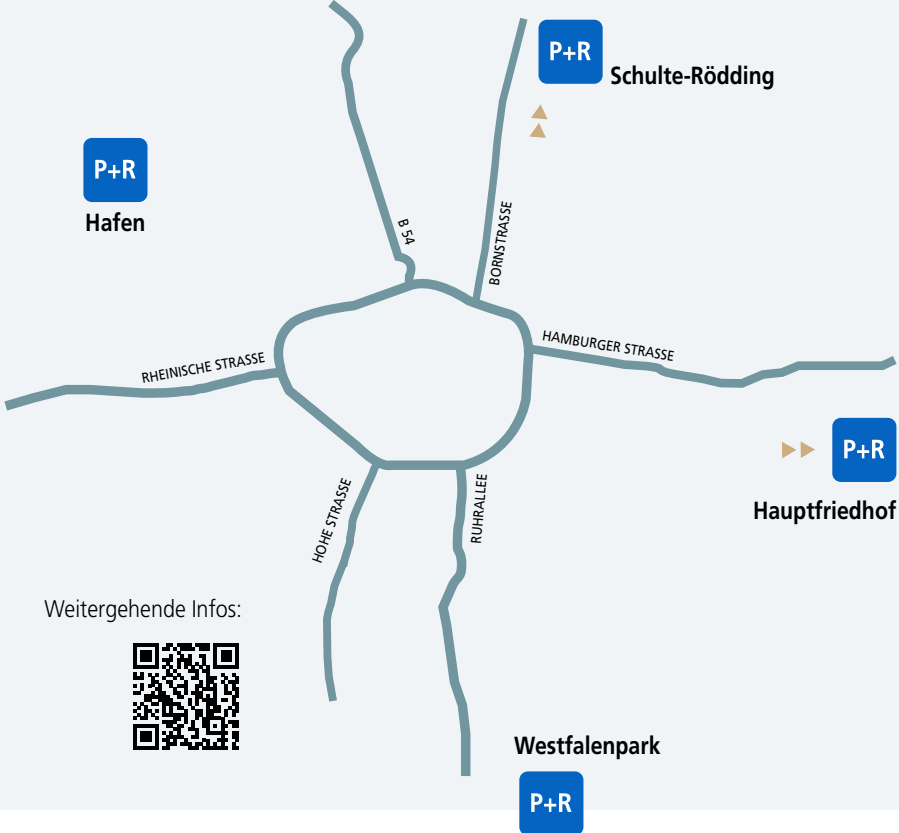 P+R
Schulte-Rödding
P+R
Hafen
B 54
BORNSTRASSE
HAMBURGER STRASSE
RHEINISCHE STRASSE
P+R
Hauptfriedhof
HOHE STRASSE
RUHRALLEE
Weitergehende Infos:
Westfalenpark
P+R